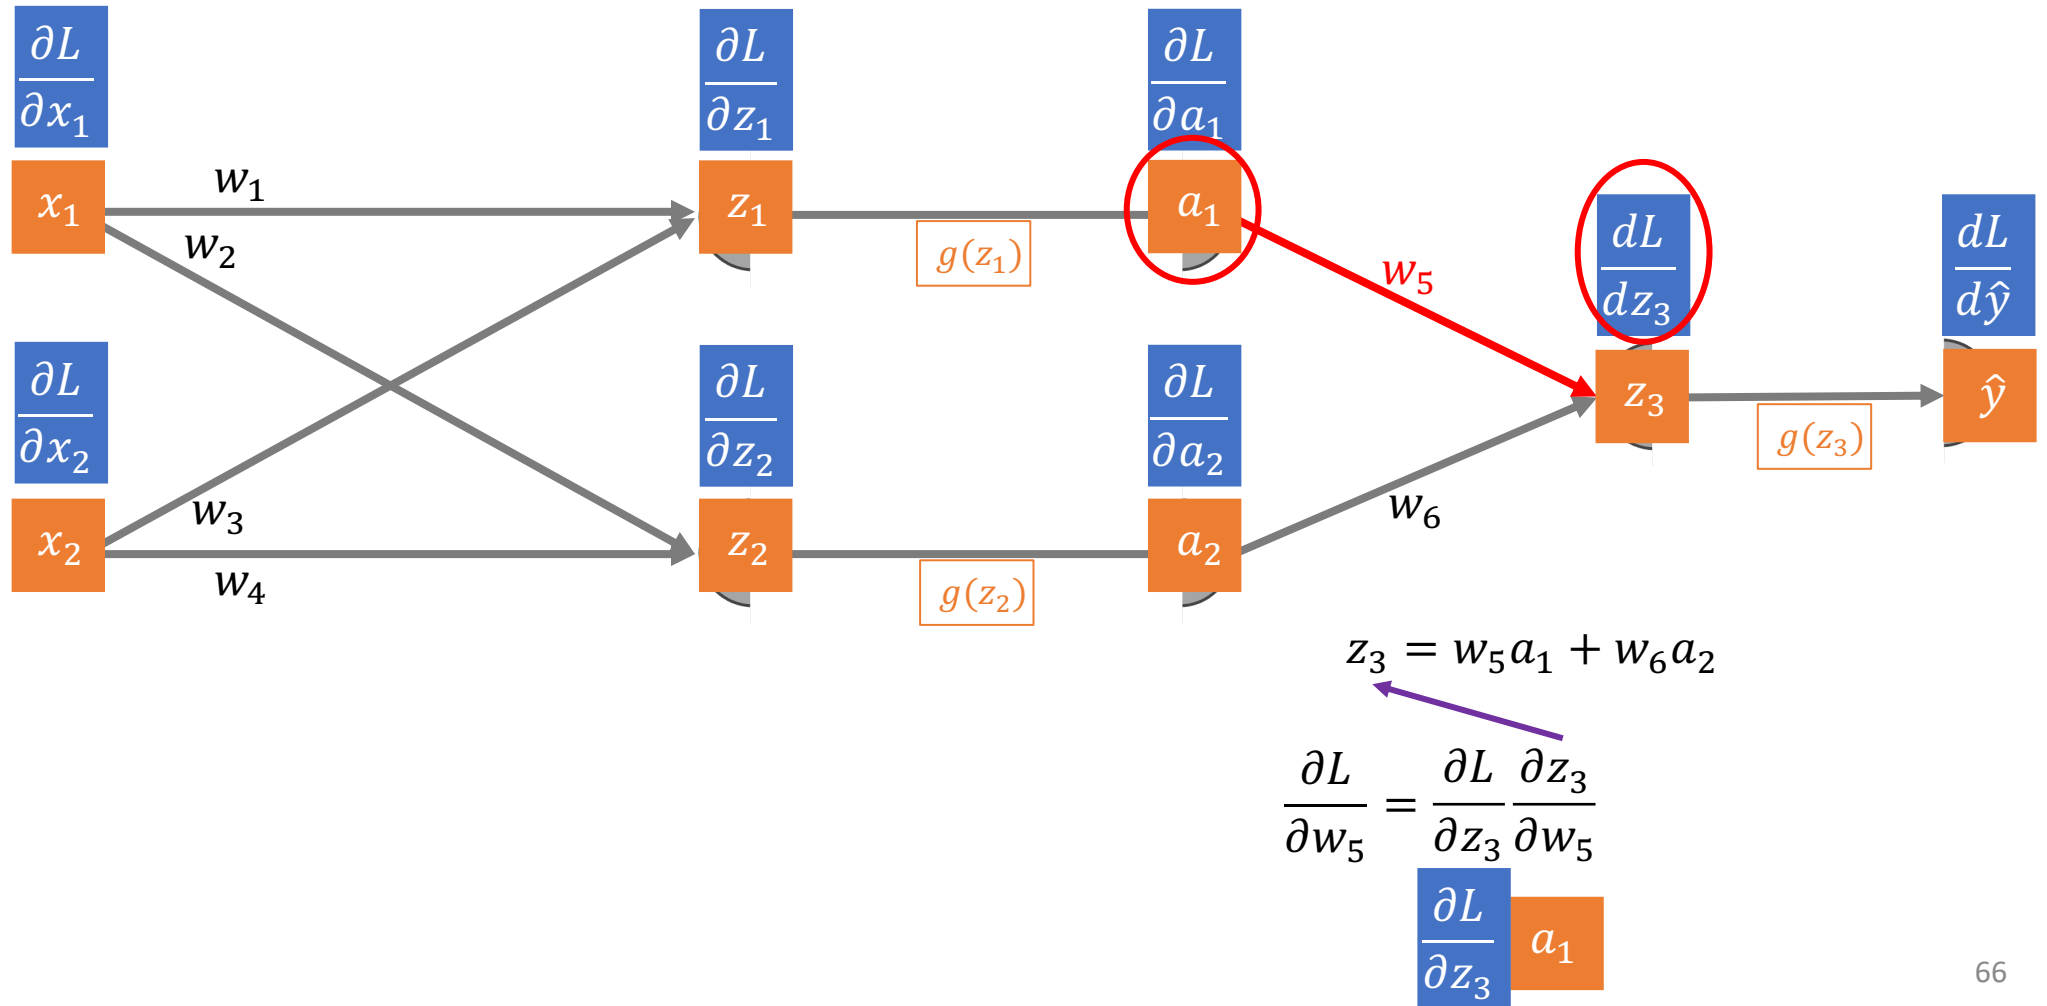 ∂L/∂x₁
∂L/∂z₁
∂L/∂a₁
x₁
w₁
z₁
g(z₁)
a₁
w₂
w₅
dL/dz₃
dL/dŷ
∂L/∂x₂
∂L/∂z₂
∂L/∂a₂
z₃
g(z₃)
ŷ
x₂
w₃
w₄
z₂
g(z₂)
a₂
w₆
z₃ = w₅a₁ + w₆a₂
∂L/∂w₅ = ∂L/∂z₃ ∂z₃/∂w₅
∂L/∂z₃ a₁
66